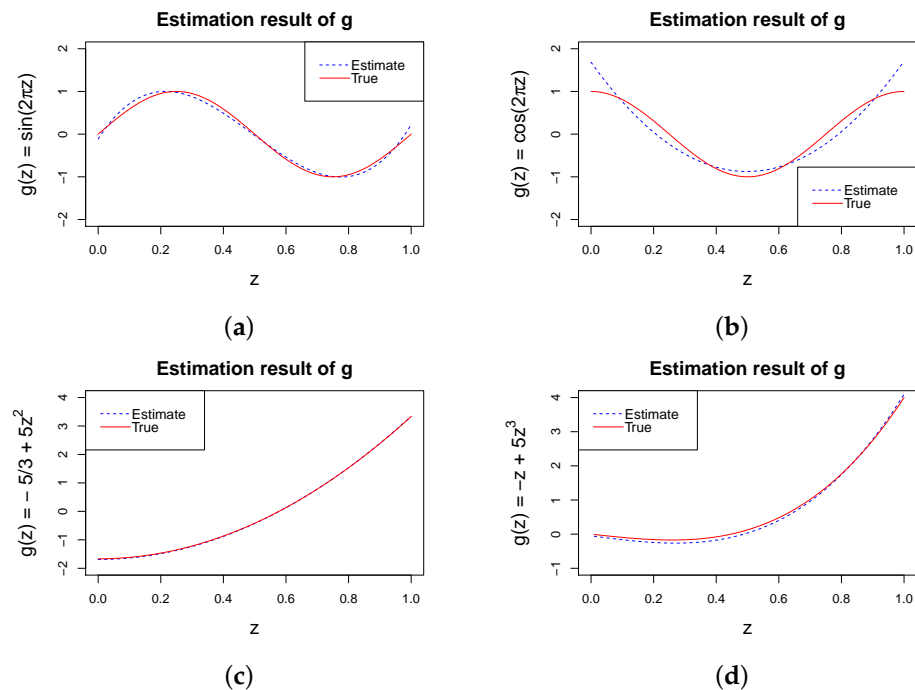 Estimation result of g
g(z) = sin(2πz)
2
1
0
−1
−2
Estimate
True
0.0 0.2 0.4 0.6 0.8 1.0
z
(a)
Estimation result of g
g(z) = cos(2πz)
2
1
0
−1
−2
Estimate
True
0.0 0.2 0.4 0.6 0.8 1.0
z
(b)
Estimation result of g
g(z) = − 5/3 + 5z²
4
3
2
1
0
−1
−2
Estimate
True
0.0 0.2 0.4 0.6 0.8 1.0
z
(c)
Estimation result of g
g(z) = −z + 5z³
4
3
2
1
0
−1
Estimate
True
0.0 0.2 0.4 0.6 0.8 1.0
z
(d)